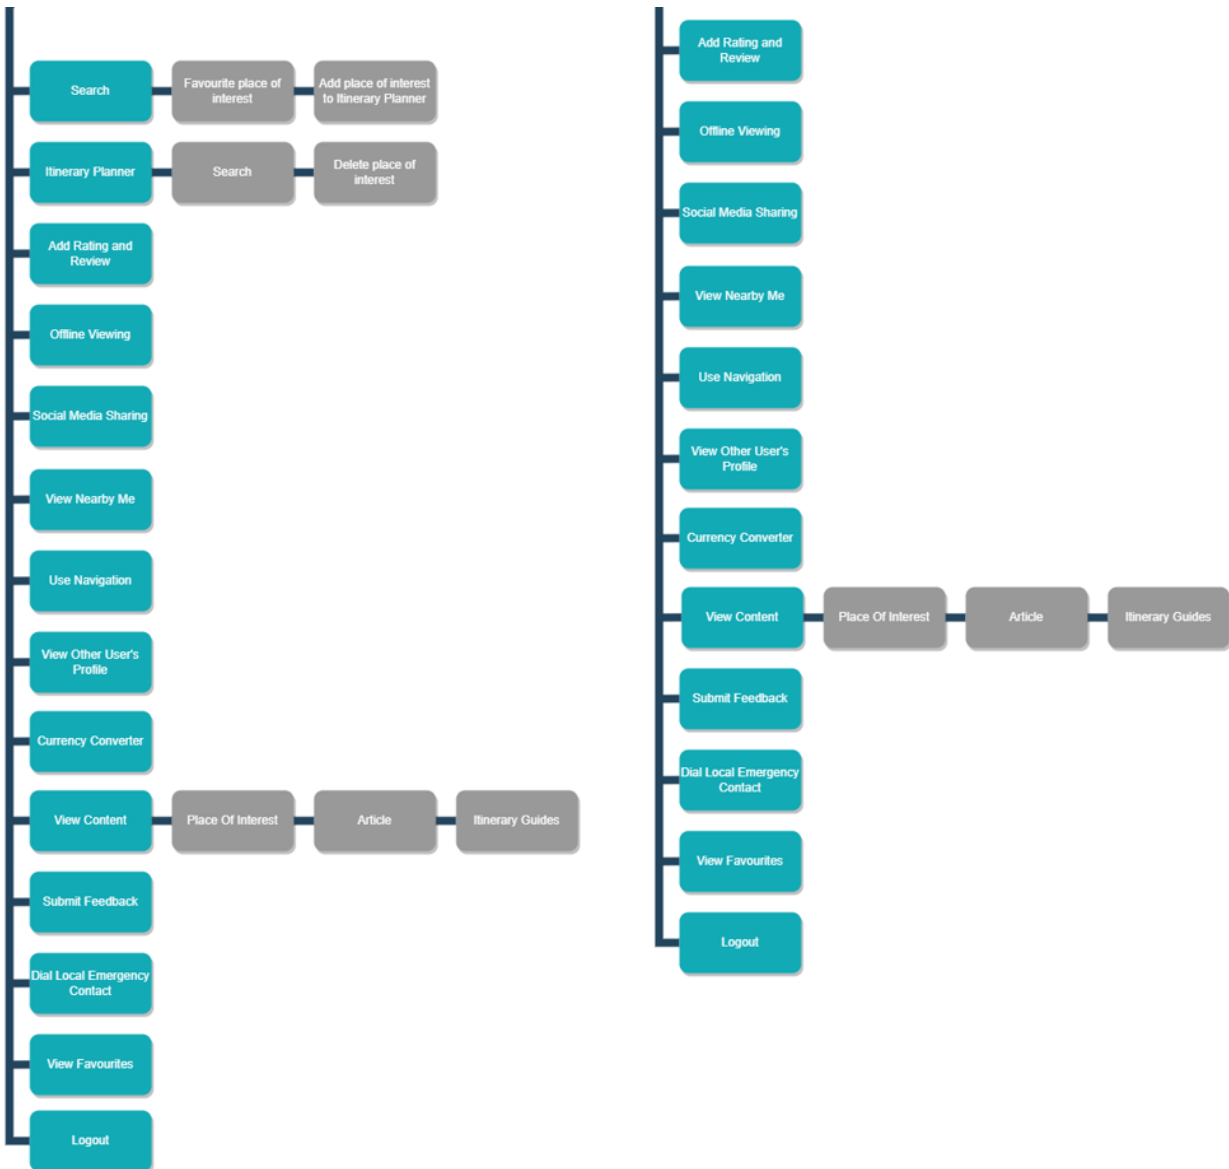 Search
Favourite place of
interest
Add place of interest
to Itinerary Planner
Itinerary Planner
Search
Delete place of
interest
Add Rating and
Review
Offline Viewing
Social Media Sharing
View Nearby Me
Use Navigation
View Other User's
Profile
Currency Converter
View Content
Place Of Interest
Article
Itinerary Guides
Submit Feedback
Dial Local Emergency
Contact
View Favourites
Logout
Add Rating and
Review
Offline Viewing
Social Media Sharing
View Nearby Me
Use Navigation
View Other User's
Profile
Currency Converter
View Content
Place Of Interest
Article
Itinerary Guides
Submit Feedback
Dial Local Emergency
Contact
View Favourites
Logout